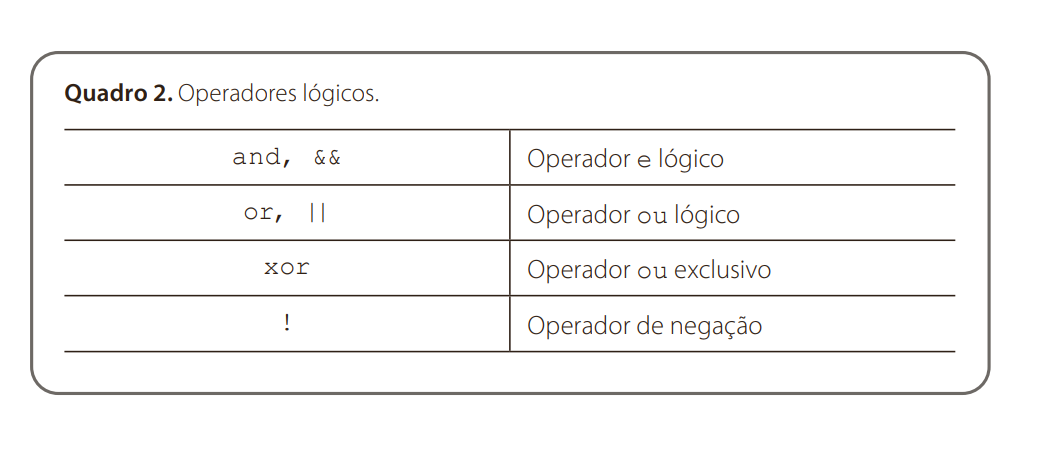 Quadro 2. Operadores lógicos.
and, && Operador e lógico
or, || Operador ou lógico
xor Operador ou exclusivo
! Operador de negação